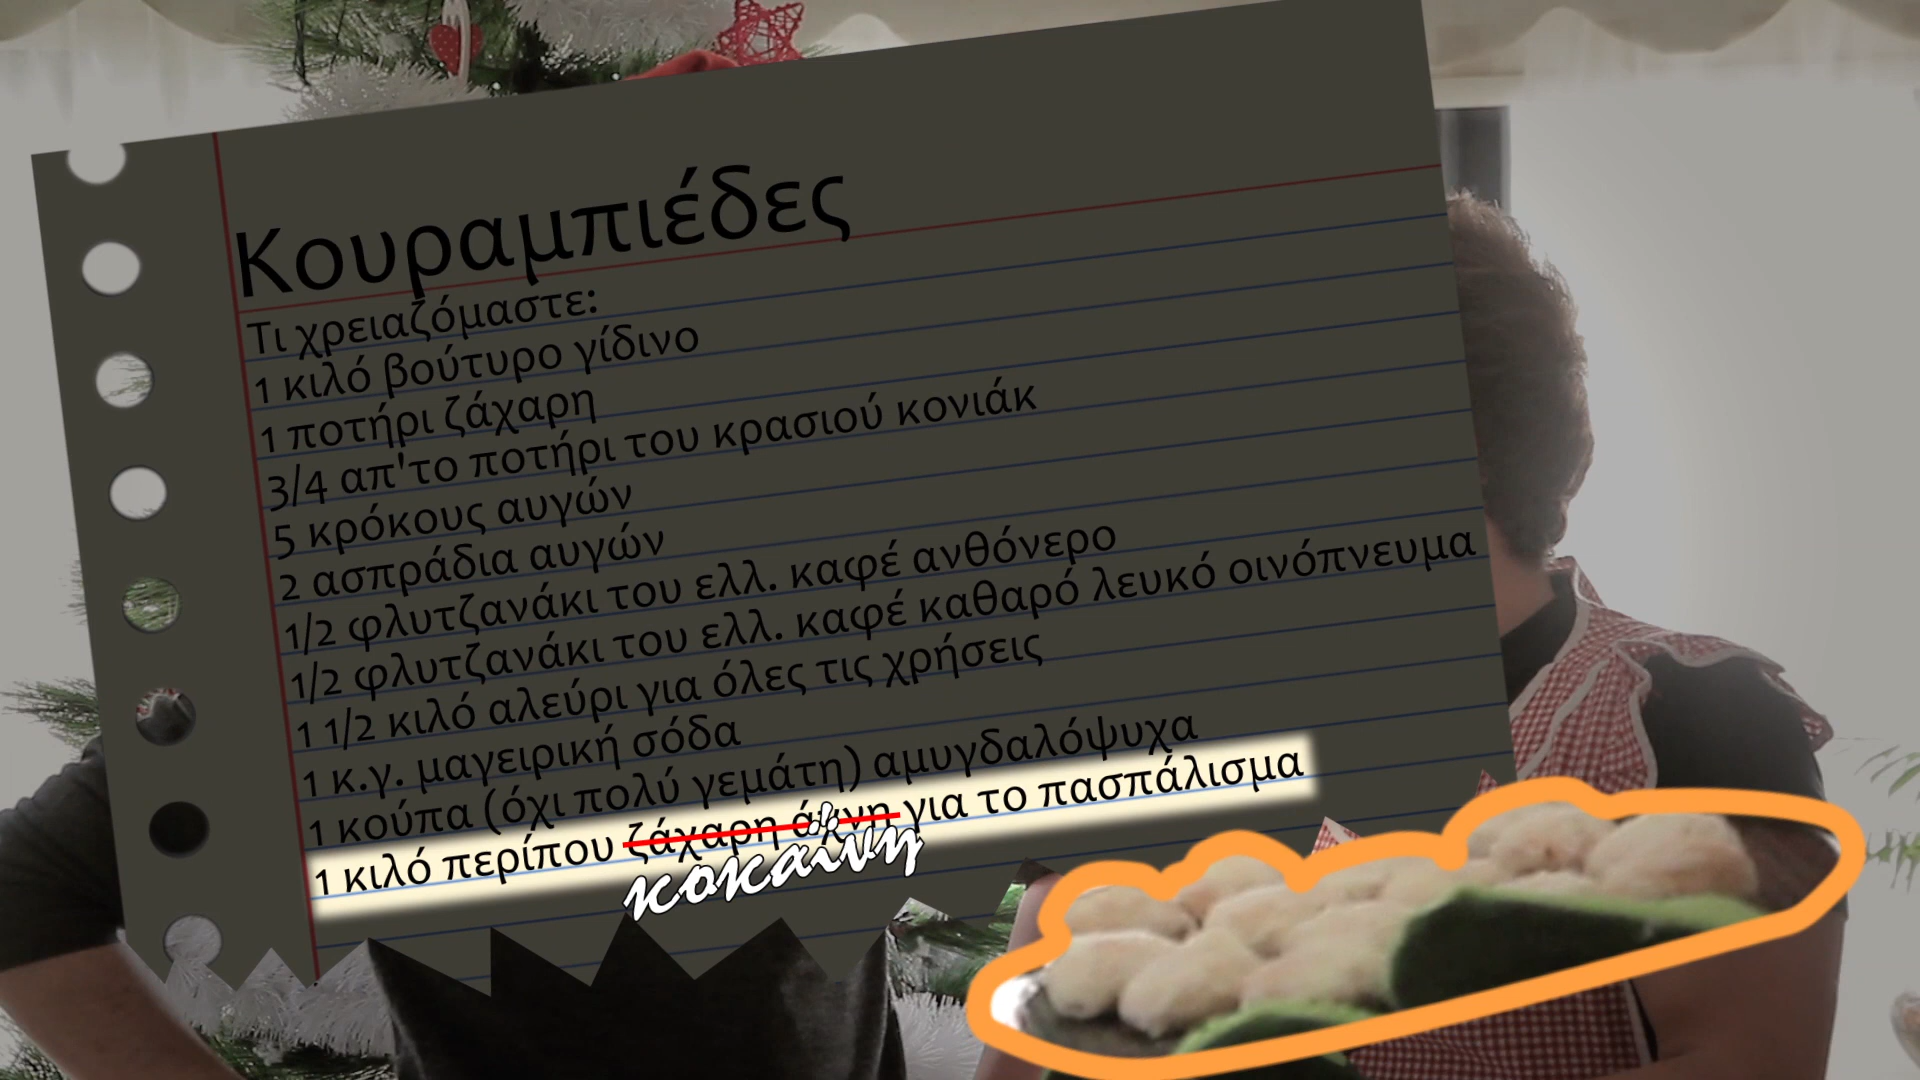 Κουραμπιέδες
Τι χρειαζόμαστε:
1 κιλό βούτυρο γίδινο
1 ποτήρι ζάχαρη
3/4 απ'το ποτήρι του κρασιού κονιάκ
5 κρόκους αυγών
2 ασπράδια αυγών
1/2 φλυτζανάκι του ελλ. καφέ ανθόνερο
1/2 φλυτζανάκι του ελλ. καφέ καθαρό λευκό οινόπνευμα
1 1/2 κιλό αλεύρι για όλες τις χρήσεις
1 κ.γ. μαγειρική σόδα
1 κούπα (όχι πολύ γεμάτη) αμυγδαλόψυχα
1 κιλό περίπου ζάχαρη άχνη για το πασπάλισμα
κοκαΐνη